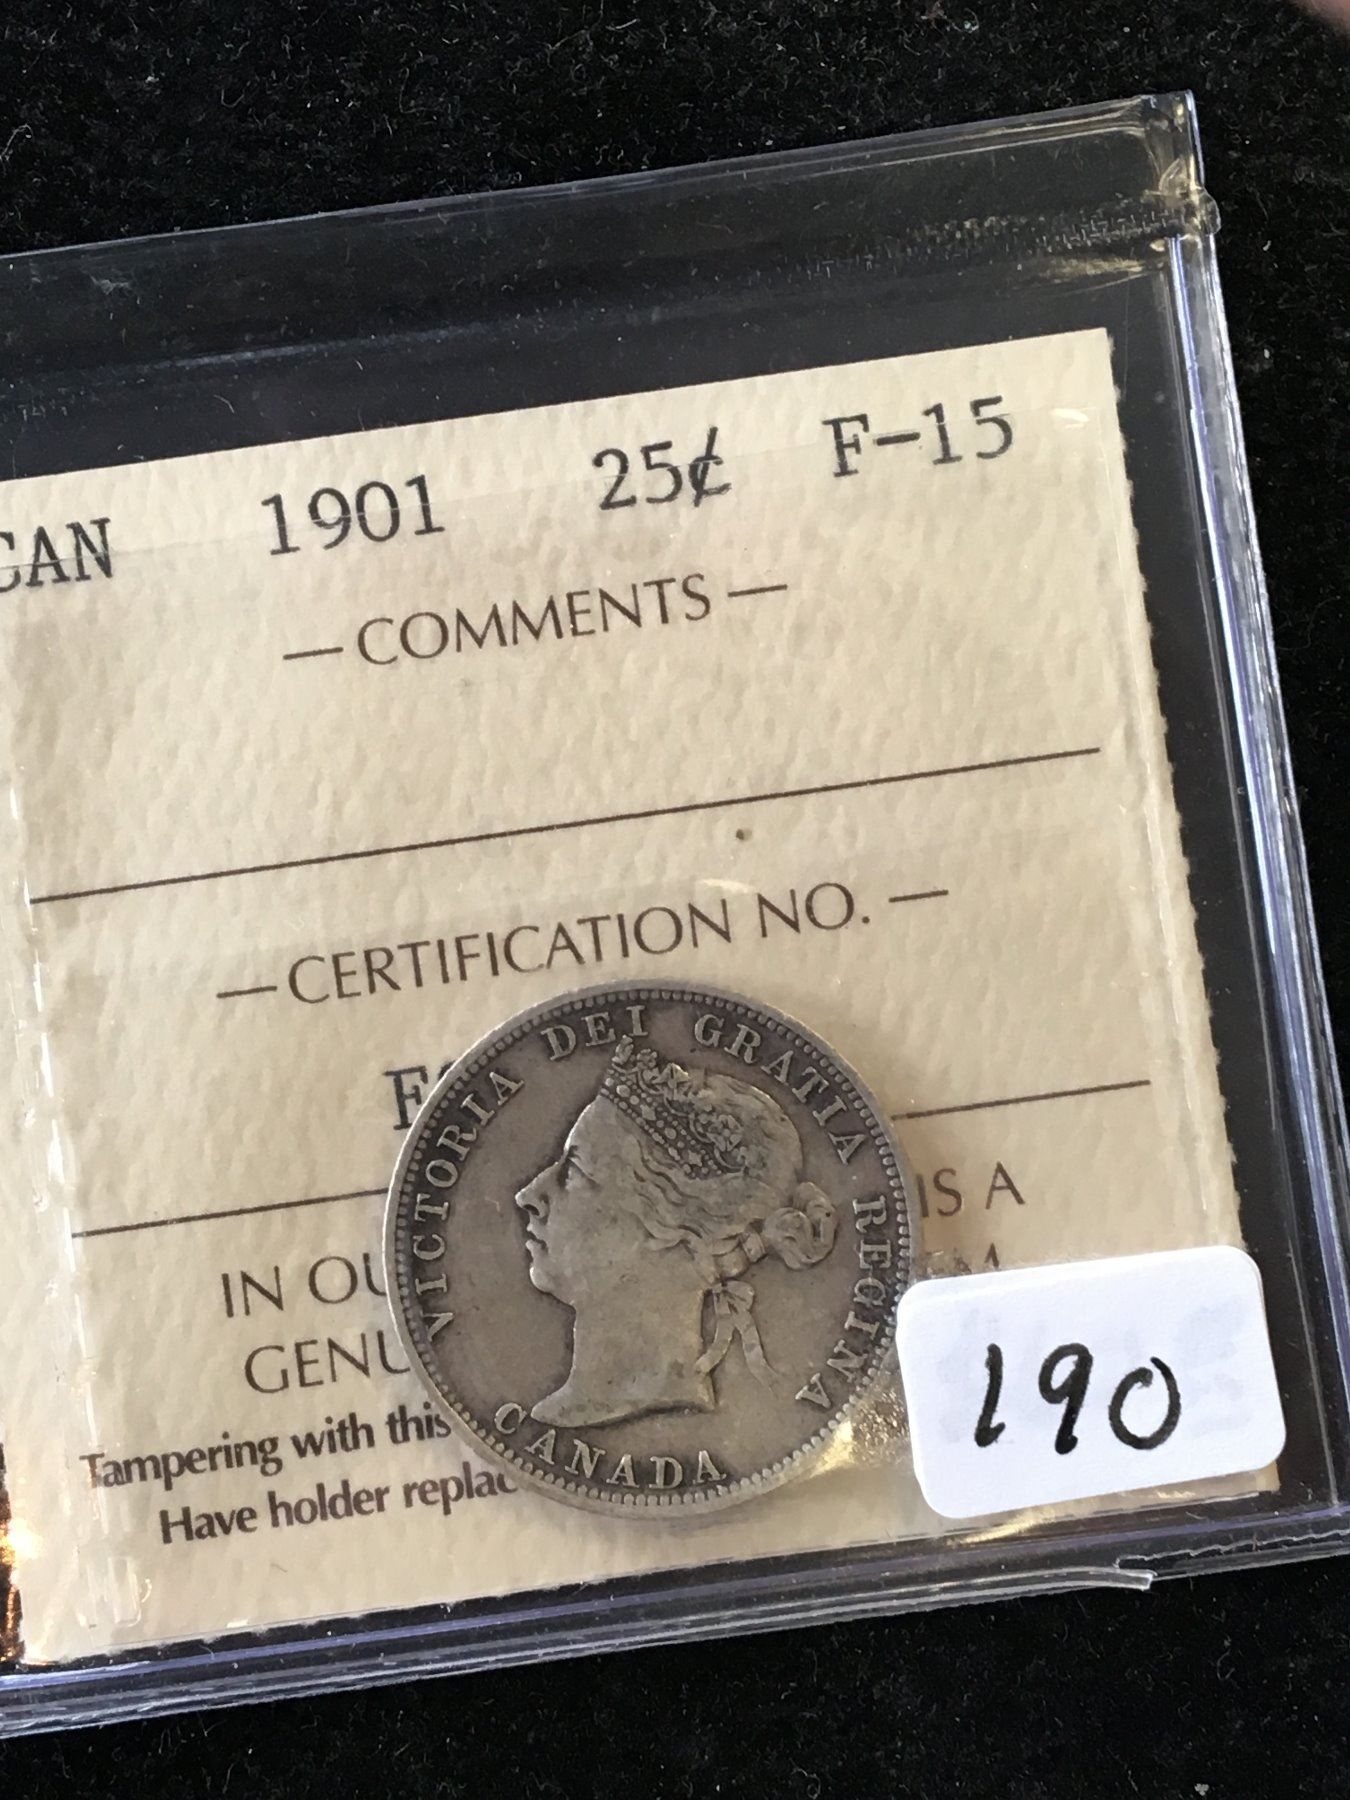 CAN 1901 25¢ F-15
— COMMENTS —
— CERTIFICATION NO. —
VICTORIA DEI GRATIA REGINA
CANADA
IS A
IN OU
GENU
Tampering with this
Have holder replac
190